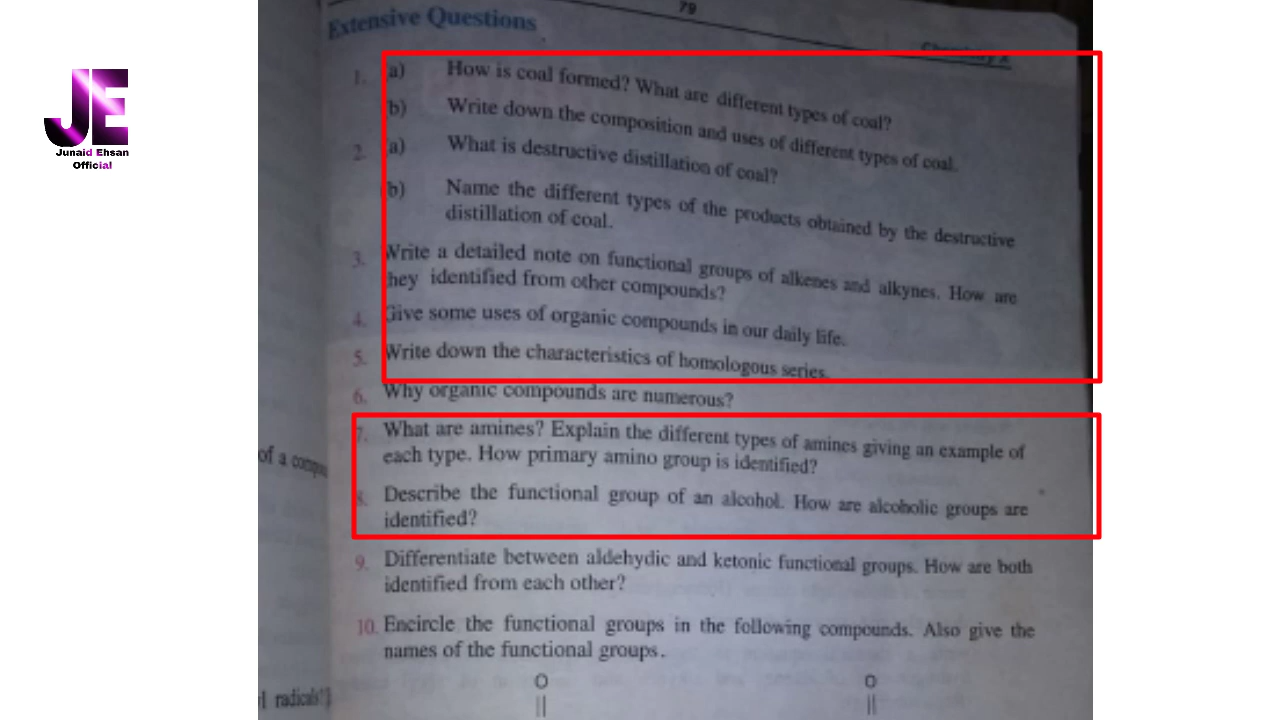 79
Extensive Questions
Chemistry X
JE
Junaid Ehsan
Official
1. a) How is coal formed? What are different types of coal?
b) Write down the composition and uses of different types of coal.
2. a) What is destructive distillation of coal?
b) Name the different types of the products obtained by the destructive
distillation of coal.
3. Write a detailed note on functional groups of alkenes and alkynes. How are
hey identified from other compounds?
4. Give some uses of organic compounds in our daily life.
5. Write down the characteristics of homologous series.
6. Why organic compounds are numerous?
7. What are amines? Explain the different types of amines giving an example of
each type. How primary amino group is identified?
8. Describe the functional group of an alcohol. How are alcoholic groups are
identified?
9. Differentiate between aldehydic and ketonic functional groups. How are both
identified from each other?
10. Encircle the functional groups in the following compounds. Also give the
names of the functional groups.
O O
|| ||
of a
radicals'}